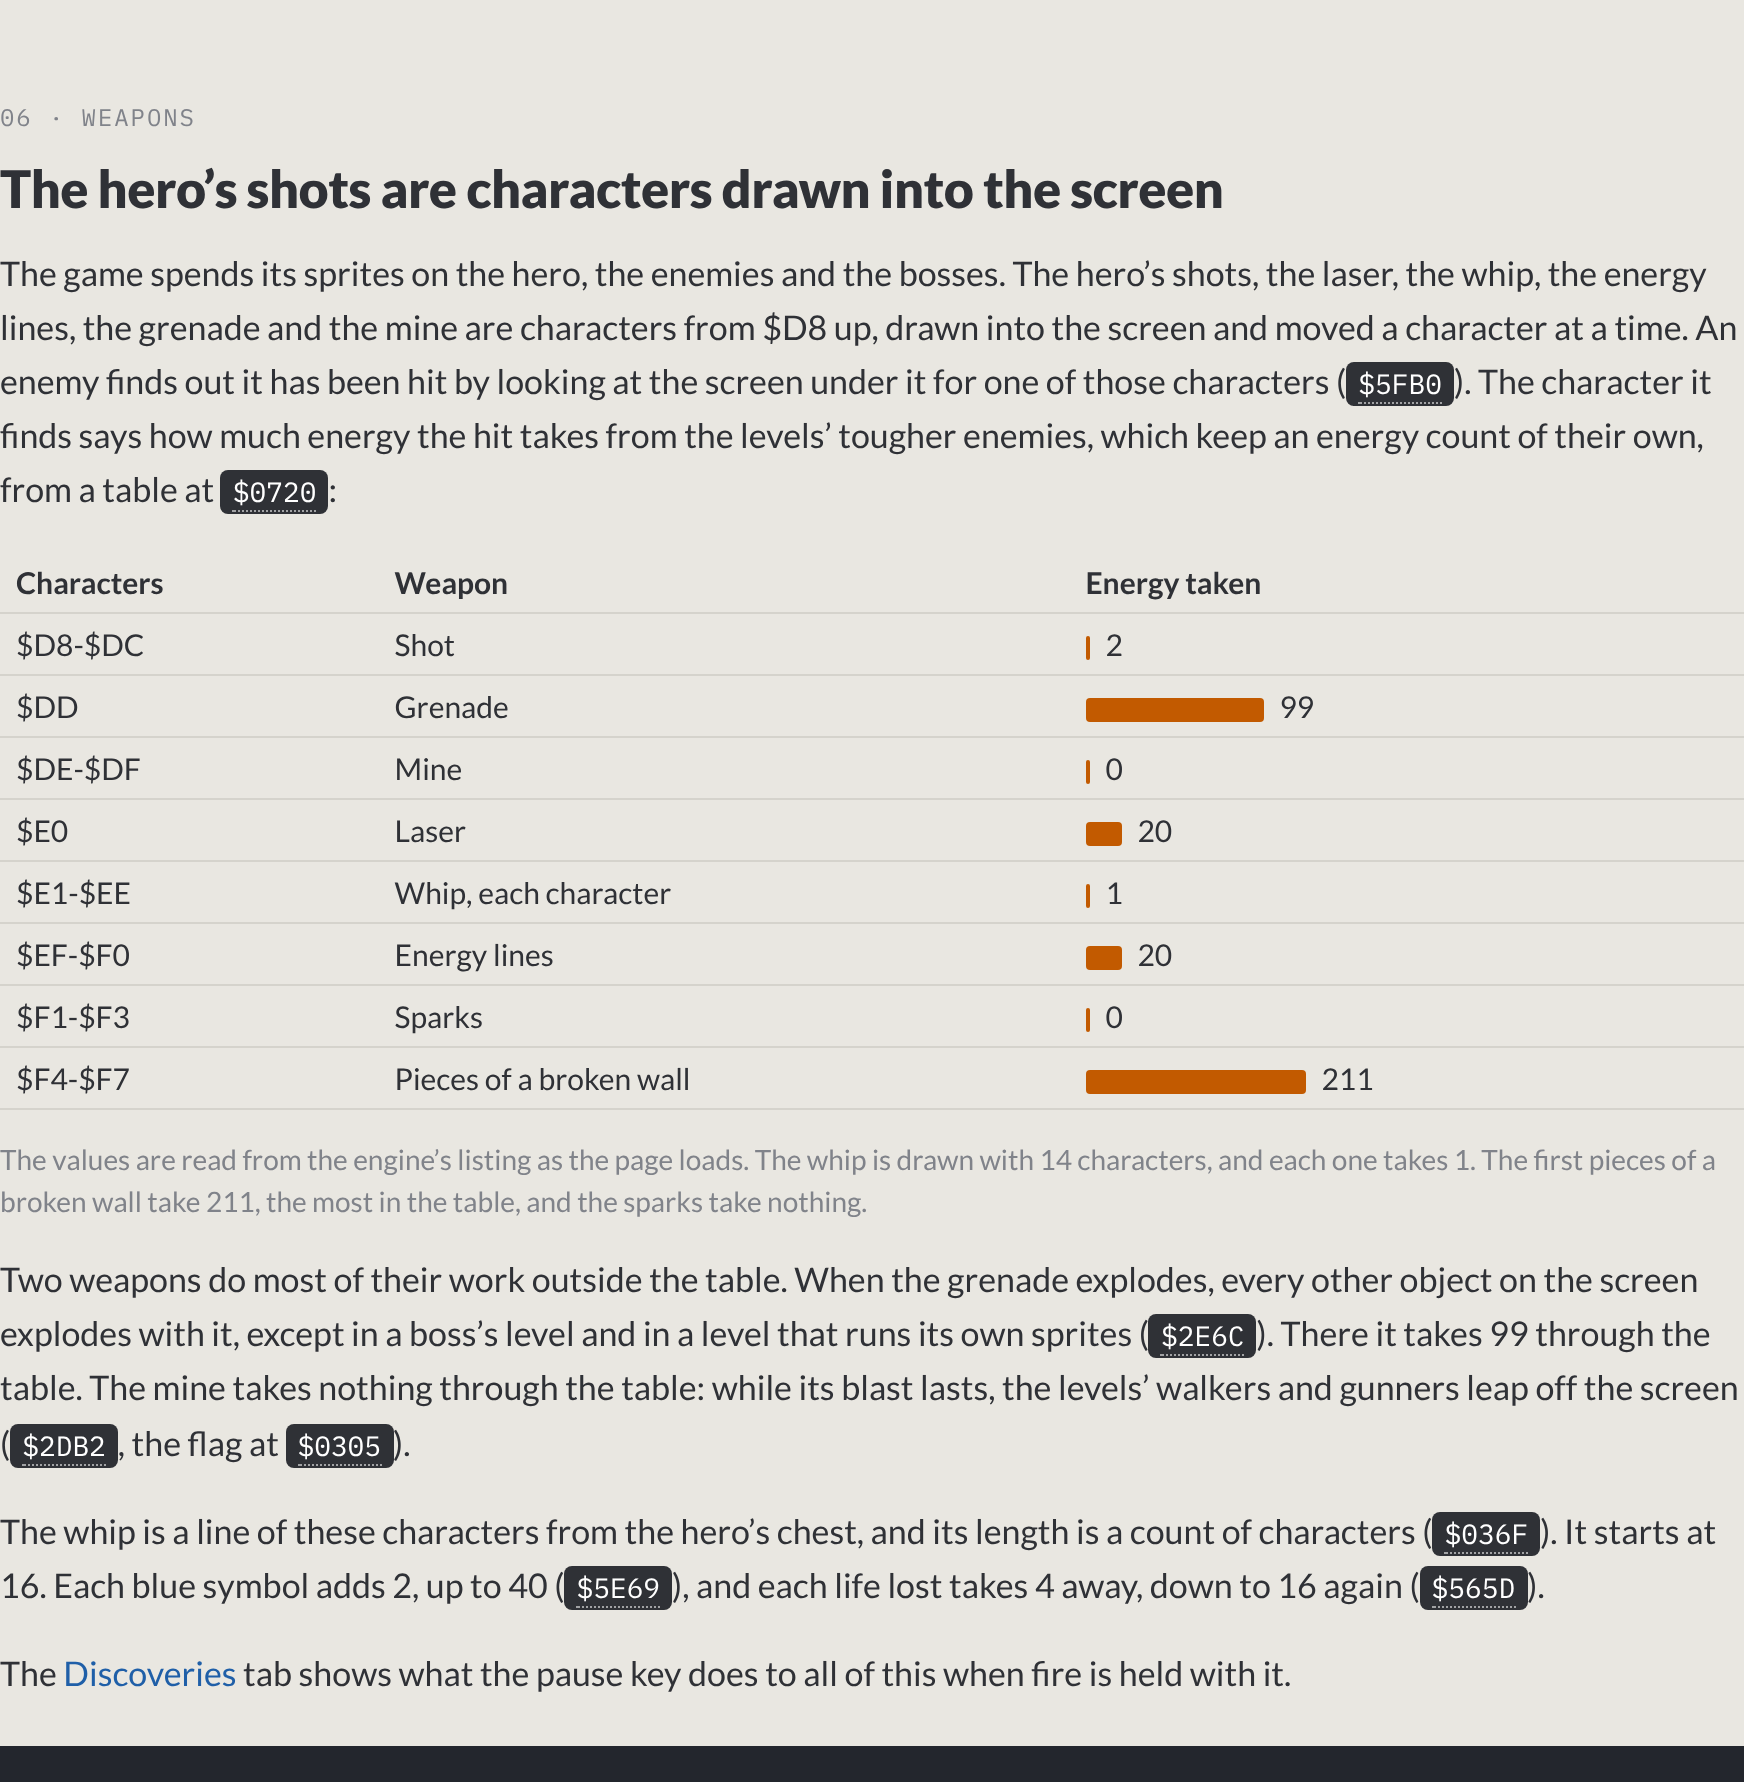 06 · WEAPONS
The hero’s shots are characters drawn into the screen
The game spends its sprites on the hero, the enemies and the bosses. The hero’s shots, the laser, the whip, the energy
lines, the grenade and the mine are characters from $D8 up, drawn into the screen and moved a character at a time. An
enemy finds out it has been hit by looking at the screen under it for one of those characters ($5FB0). The character it
finds says how much energy the hit takes from the levels’ tougher enemies, which keep an energy count of their own,
from a table at $0720:
Characters Weapon Energy taken
$D8-$DC Shot 2
$DD Grenade 99
$DE-$DF Mine 0
$E0 Laser 20
$E1-$EE Whip, each character 1
$EF-$F0 Energy lines 20
$F1-$F3 Sparks 0
$F4-$F7 Pieces of a broken wall 211
The values are read from the engine’s listing as the page loads. The whip is drawn with 14 characters, and each one takes 1. The first pieces of a
broken wall take 211, the most in the table, and the sparks take nothing.
Two weapons do most of their work outside the table. When the grenade explodes, every other object on the screen
explodes with it, except in a boss’s level and in a level that runs its own sprites ($2E6C). There it takes 99 through the
table. The mine takes nothing through the table: while its blast lasts, the levels’ walkers and gunners leap off the screen
($2DB2, the flag at $0305).
The whip is a line of these characters from the hero’s chest, and its length is a count of characters ($036F). It starts at
16. Each blue symbol adds 2, up to 40 ($5E69), and each life lost takes 4 away, down to 16 again ($565D).
The Discoveries tab shows what the pause key does to all of this when fire is held with it.